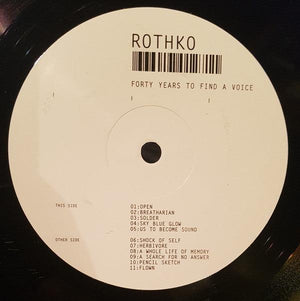 ROTHKO
FORTY YEARS TO FIND A VOICE
THIS SIDE
01:OPEN
02:BREATHARIAN
03:SOLDER
04:SKY BLUE GLOW
05:US TO BECOME SOUND
OTHER SIDE
06:SHOCK OF SELF
07:HERBIVORE
08:A WHOLE LIFE OF MEMORY
09:A SEARCH FOR NO ANSWER
10:PENCIL SKETCH
11:FLOWN